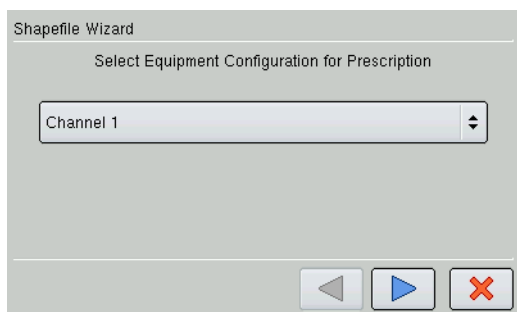 Shapefile Wizard
Select Equipment Configuration for Prescription
Channel 1